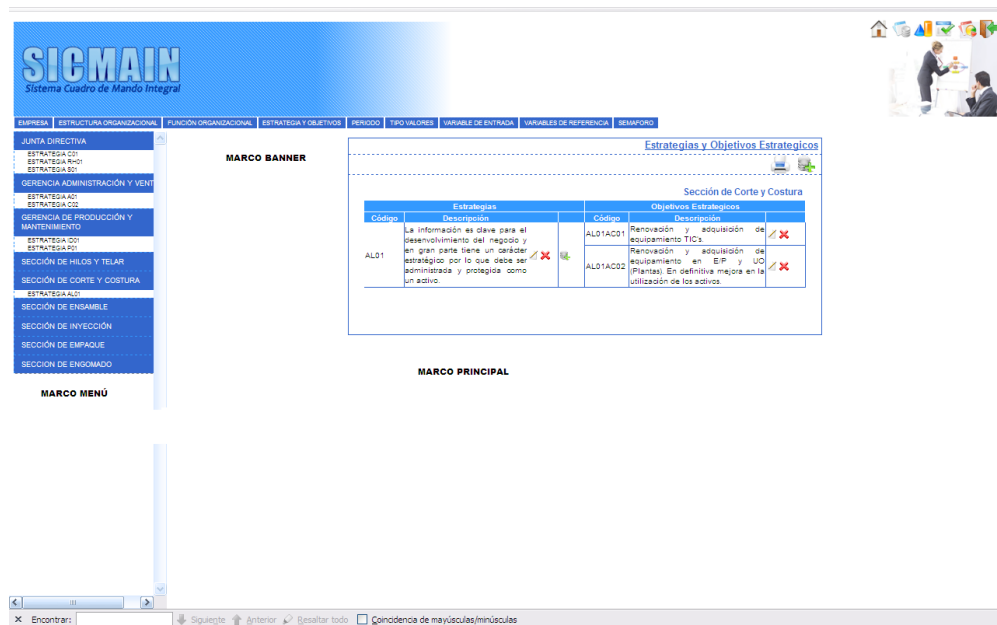 SICMAIN
Sistema Cuadro de Mando Integral
EMPRESA ESTRUCTURA ORGANIZACIONAL FUNCIÓN ORGANIZACIONAL ESTRATEGIA Y OBJETIVOS PERIODO TIPO VALORES VARIABLE DE ENTRADA VARIABLES DE REFERENCIA SEMAFORO
JUNTA DIRECTIVA
ESTRATEGIA C01
ESTRATEGIA RH01
ESTRATEGIA S01
GERENCIA ADMINISTRACIÓN Y VENT
ESTRATEGIA A01
ESTRATEGIA C02
GERENCIA DE PRODUCCIÓN Y
MANTENIMIENTO
ESTRATEGIA ID01
ESTRATEGIA P01
SECCIÓN DE HILOS Y TELAR
SECCIÓN DE CORTE Y COSTURA
ESTRATEGIA AL01
SECCIÓN DE ENSAMBLE
SECCIÓN DE INYECCIÓN
SECCIÓN DE EMPAQUE
SECCION DE ENGOMADO
MARCO MENÚ
MARCO BANNER
Estrategias y Objetivos Estrategicos
Sección de Corte y Costura
Estrategias Objetivos Estrategicos
Código Descripción Código Descripción
AL01
La información es clave para el
desenvolvimiento del negocio y
en gran parte tiene un carácter
estratégico por lo que debe ser
administrada y protegida como
un activo.
AL01AC01
Renovación y adquisición de
equipamiento TIC's.
AL01AC02
Renovación y adquisición de
equipamiento en E/P y UO
(Plantas). En definitiva mejora en la
utilización de los activos.
MARCO PRINCIPAL
Encontrar: Siguiente Anterior Resaltar todo Coincidencia de mayúsculas/minúsculas